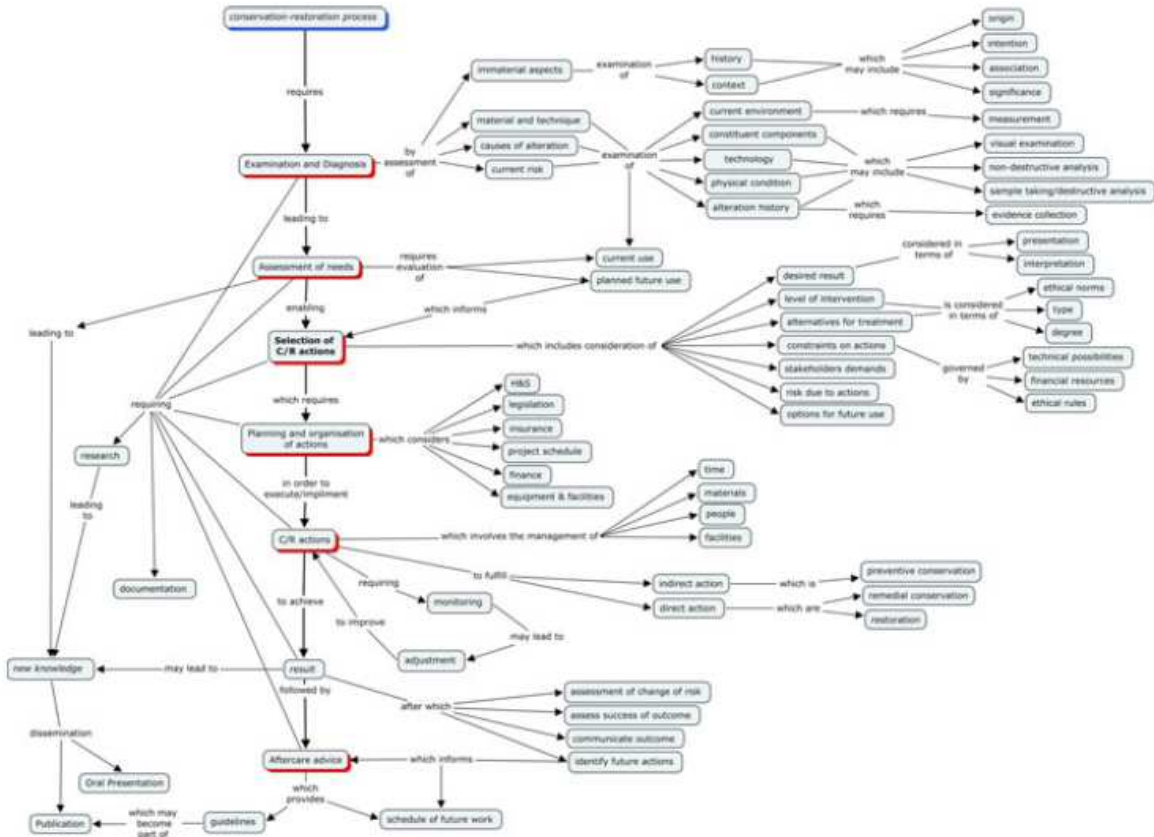 conservation-restoration process
requires
Examination and Diagnosis
by
assessment
of
immaterial aspects
examination
of
history
context
which
may include
origin
intention
association
significance
material and technique
causes of alteration
current risk
examination
of
current environment
which requires
measurement
constituent components
technology
physical condition
alteration history
which
may include
visual examination
non-destructive analysis
sample taking/destructive analysis
which
requires
evidence collection
leading to
Assessment of needs
requires
evaluation
of
current use
planned future use
which informs
enabling
leading to
Selection of
C/R actions
which includes consideration of
desired result
considered in
terms of
presentation
interpretation
level of intervention
alternatives for treatment
is considered
in terms of
ethical norms
type
degree
constraints on actions
governed
by
technical possibilities
financial resources
ethical rules
stakeholders demands
risk due to actions
options for future use
which requires
requiring
Planning and organisation
of actions
which considers
H&S
legislation
insurance
project schedule
finance
equipment & facilities
research
leading
to
documentation
in order to
execute/impliment
C/R actions
which involves the management of
time
materials
people
facilities
to fulfill
indirect action
which is
preventive conservation
direct action
which are
remedial conservation
restoration
requiring
monitoring
may lead to
adjustment
to improve
to achieve
result
may lead to
new knowledge
followed by
after which
assessment of change of risk
assess success of outcome
communicate outcome
identify future actions
which informs
Aftercare advice
dissemination
Oral Presentation
Publication
which
provides
schedule of future work
guidelines
which may
become
part of